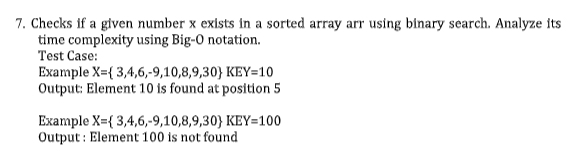 7. Checks if a given number x exists in a sorted array arr using binary search. Analyze its
time complexity using Big-O notation.
Test Case:
Example X={ 3,4,6,-9,10,8,9,30} KEY=10
Output: Element 10 is found at position 5
Example X={ 3,4,6,-9,10,8,9,30} KEY=100
Output : Element 100 is not found